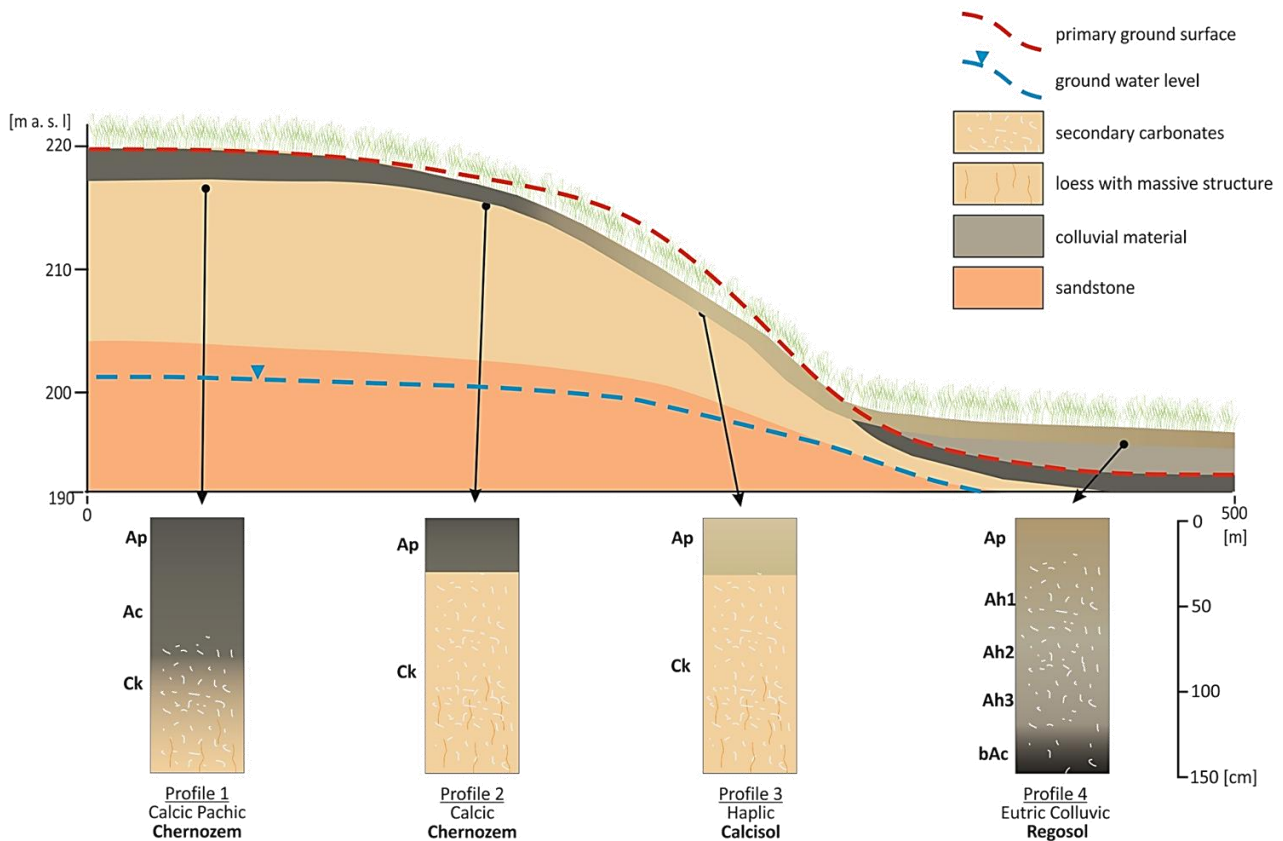 primary ground surface
ground water level
secondary carbonates
loess with massive structure
colluvial material
sandstone
[m a. s. l]
220
210
200
190
0
500
[m]
Ap
Ac
Ck
Ap
Ck
Ap
Ck
Ap
Ah1
Ah2
Ah3
bAc
0
50
100
150 [cm]
Profile 1
Calcic Pachic
Chernozem
Profile 2
Calcic
Chernozem
Profile 3
Haplic
Calcisol
Profile 4
Eutric Colluvic
Regosol